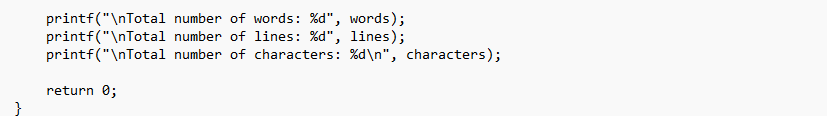 printf("\nTotal number of words: %d", words);
printf("\nTotal number of lines: %d", lines);
printf("\nTotal number of characters: %d\n", characters);
return 0;
}